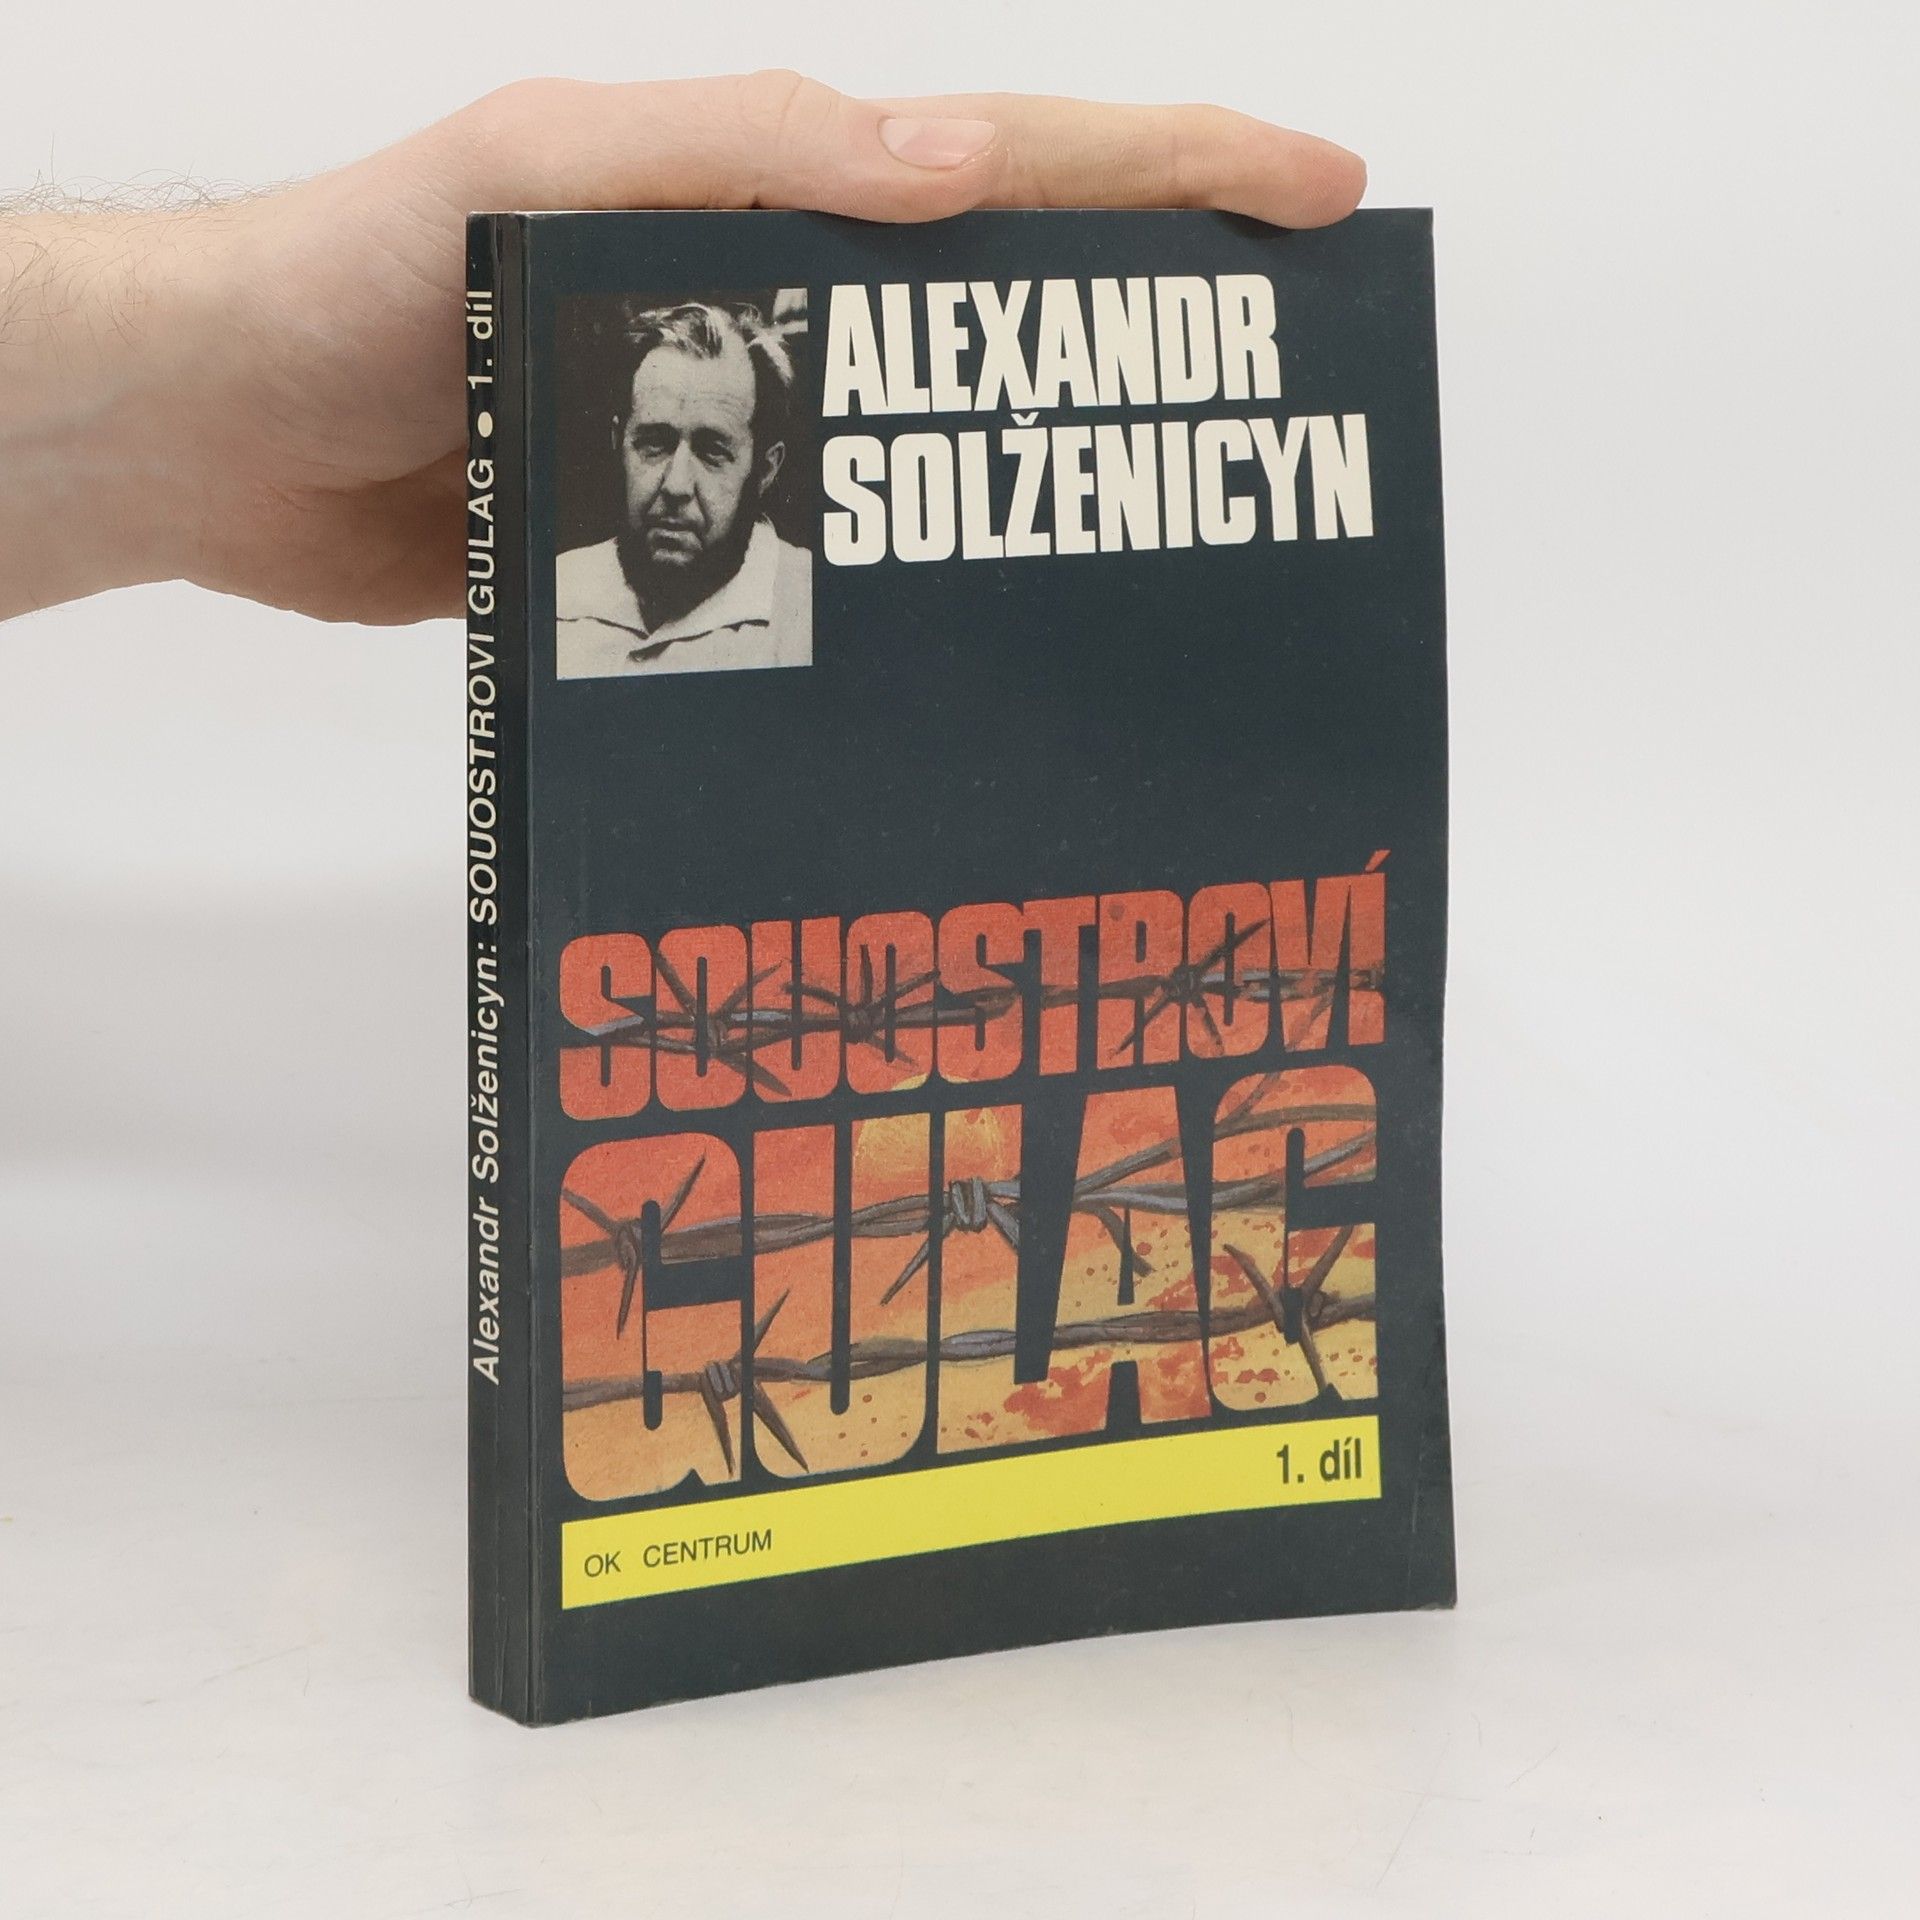 Alexandr Solženicyn: SOUOSTROVÍ GULAG • 1. díl
ALEXANDR
SOLŽENICYN
SOUOSTROVÍ
GULAG
1. díl
OK CENTRUM